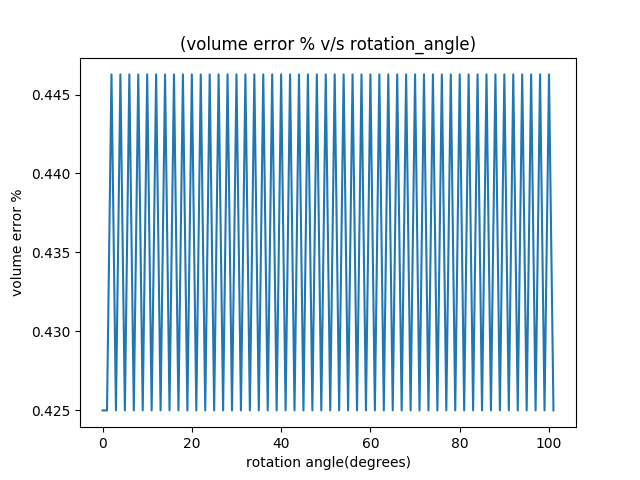 (volume error % v/s rotation_angle)
0.445
0.440
0.435
0.430
0.425
volume error %
0 20 40 60 80 100
rotation angle(degrees)